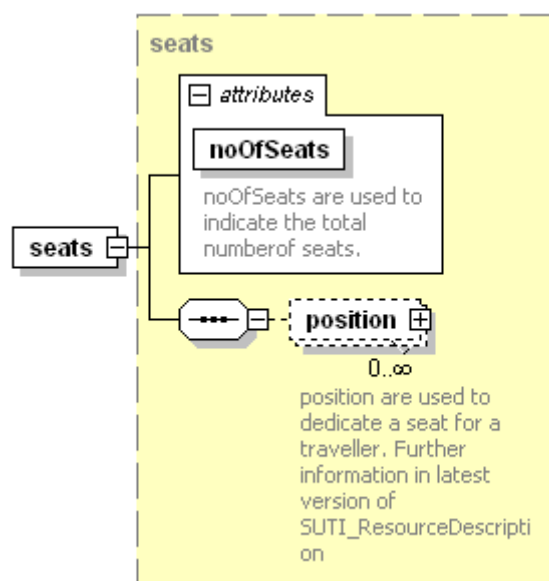 seats
attributes
noOfSeats
noOfSeats are used to
indicate the total
numberof seats.
seats
position
0..∞
position are used to
dedicate a seat for a
traveller. Further
information in latest
version of
SUTI_ResourceDescripti
on